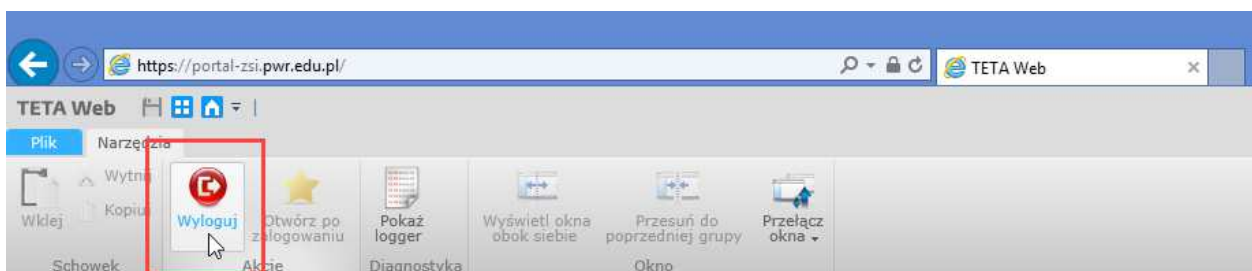 https://portal-zsi.pwr.edu.pl/
TETA Web
TETA Web
Plik Narzędzia
Wklej
Wytnij
Kopiuj
Wyloguj
Otwórz po
zalogowaniu
Pokaż
logger
Wyświetl okna
obok siebie
Przesuń do
poprzedniej grupy
Przełącz
okna
Schowek Akcje Diagnostyka Okno